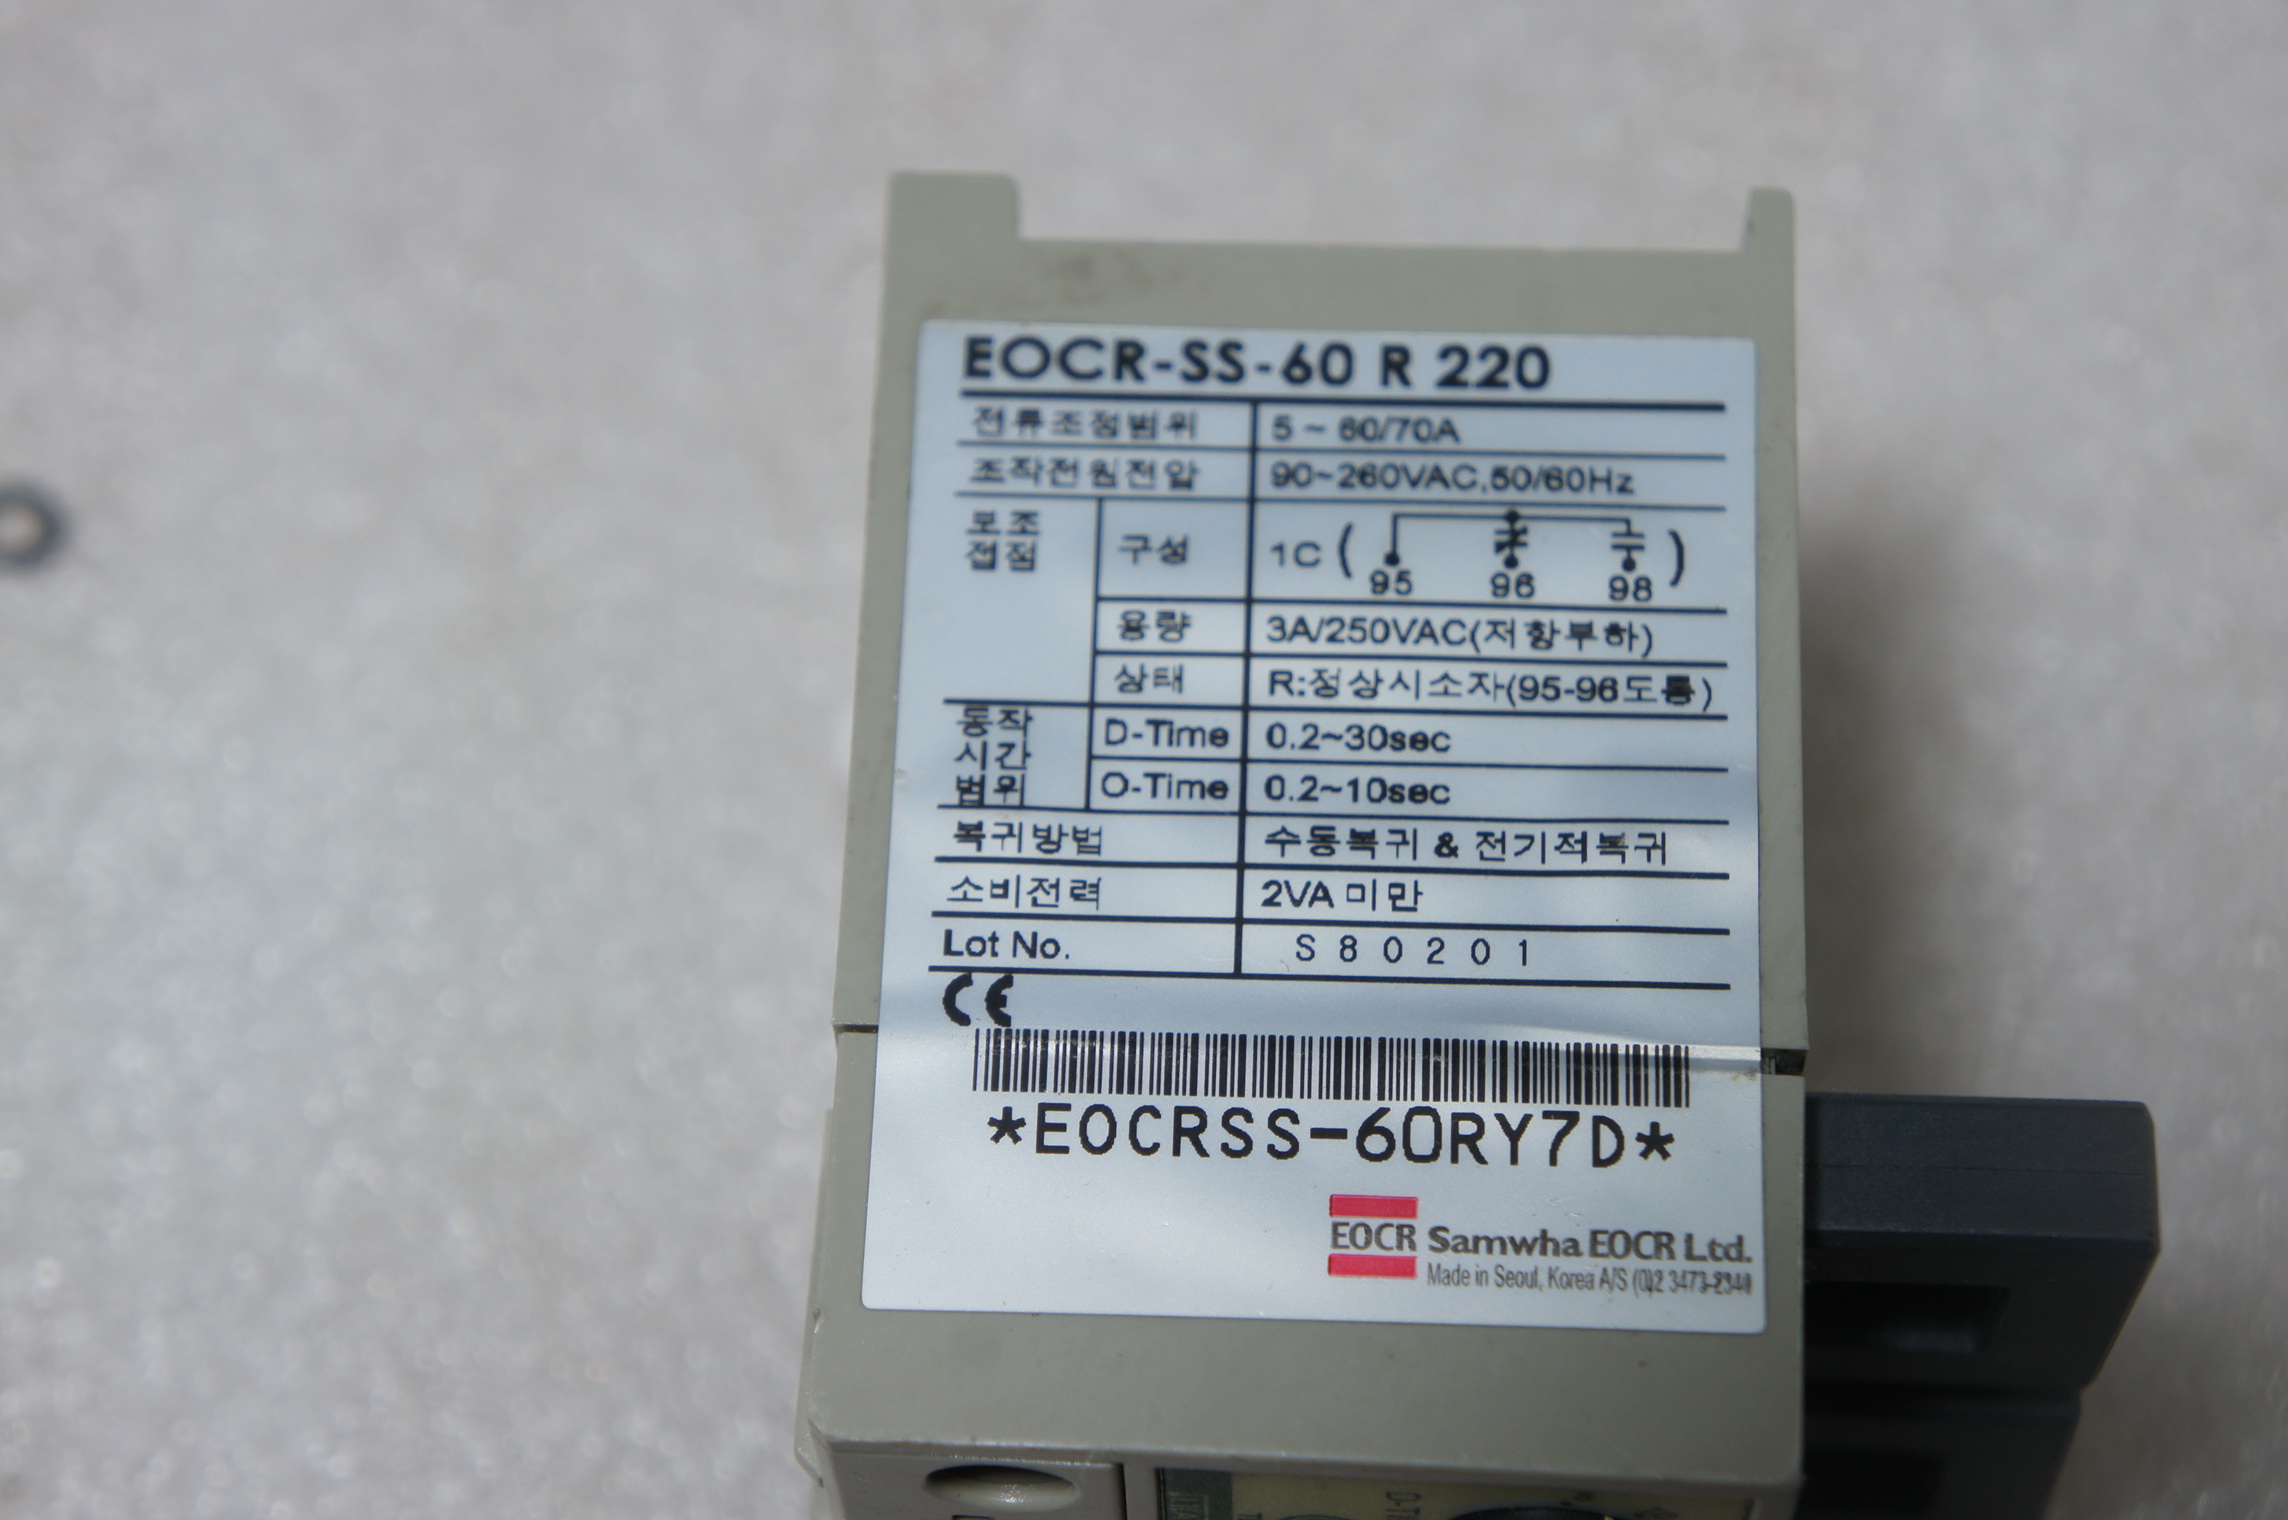 EOCR-SS-60 R 220
전류조정범위 5 ~ 60/70A
조작전원전압 90~260VAC,50/60Hz
보조
접점
구성 1C ( 95 96 98 )
용량 3A/250VAC(저항부하)
상태 R:정상시소자(95-96도통)
동작
시간
범위
D-Time 0.2~30sec
O-Time 0.2~10sec
복귀방법 수동복귀 & 전기적복귀
소비전력 2VA 미만
Lot No. S80201
CE
*EOCRSS-60RY7D*
EOCR Samwha EOCR Ltd.
Made in Seoul, Korea A/S (0)2 3473-2340